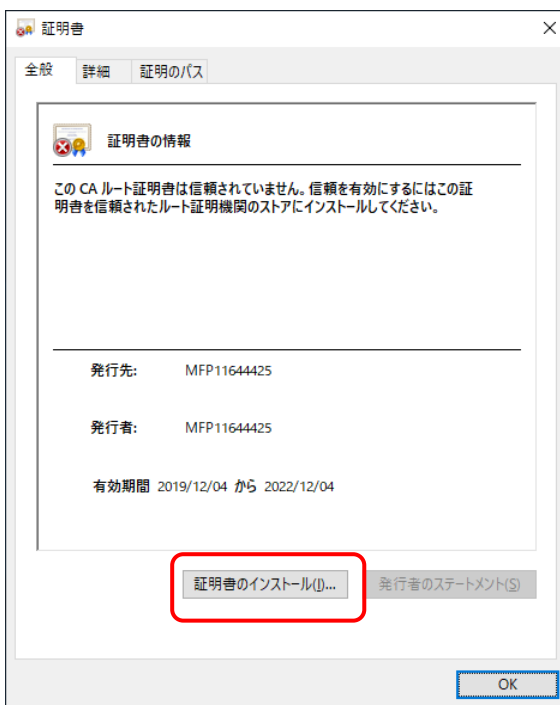 証明書
全般
詳細
証明のパス
証明書の情報
この CA ルート証明書は信頼されていません。信頼を有効にするにはこの証
明書を信頼されたルート証明機関のストアにインストールしてください。
発行先: MFP11644425
発行者: MFP11644425
有効期間 2019/12/04 から 2022/12/04
証明書のインストール(I)...
発行者のステートメント(S)
OK